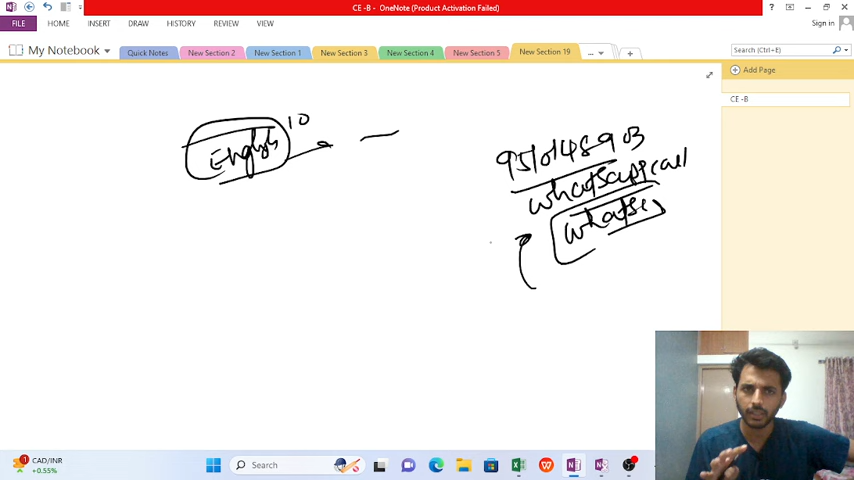 CE -B - OneNote (Product Activation Failed)
FILE HOME INSERT DRAW HISTORY REVIEW VIEW
Sign in
My Notebook Quick Notes New Section 2 New Section 1 New Section 3 New Section 4 New Section 5 New Section 19 ...
Search (Ctrl+E)
Add Page
CE -B
English 10
whatsapp call
CAD/INR
+0.55%
Search